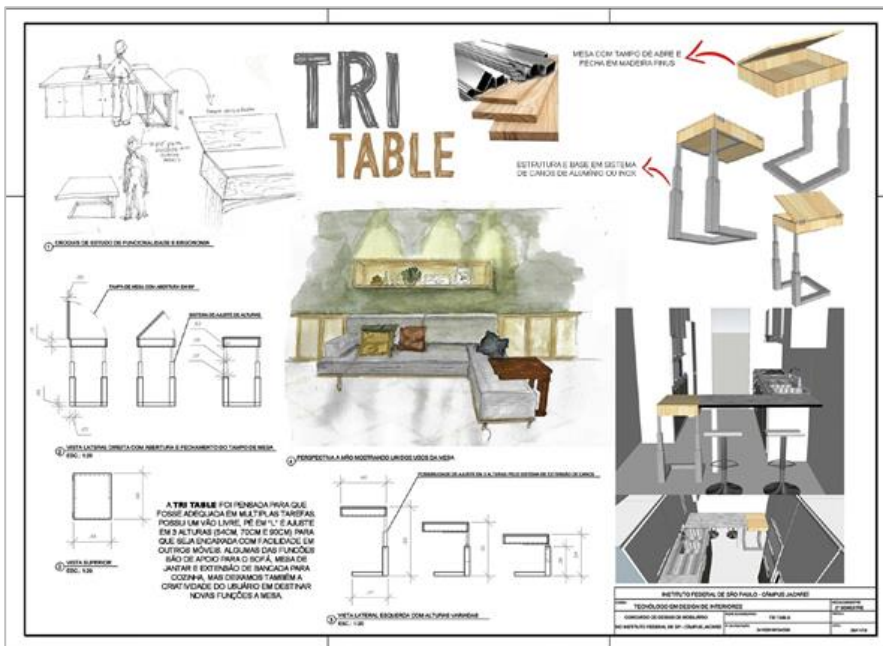 TRI
TABLE
MESA COM TAMPO DE ABRE E
FECHA EM MADEIRA PINUS
ESTRUTURA E BASE EM SISTEMA
DE CANOS DE ALUMÍNIO OU INOX
1 CROQUIS DE ESTUDO DE FUNCIONALIDADE E ERGONOMIA
TAMPA DE MESA COM ABERTURA EM 90º
SISTEMA DE AJUSTE DE ALTURAS
2 VISTA LATERAL DIREITA COM ABERTURA E FECHAMENTO DO TAMPO DE MESA
ESC.: 1:20
4 PERSPECTIVA A MÃO MOSTRANDO UM DOS USOS DA MESA
POSSIBILIDADE DE AJUSTE EM 3 ALTURAS PELO SISTEMA DE EXTENSÃO DE CANOS
3 VISTA SUPERIOR
ESC.: 1:20
A TRI TABLE FOI PENSADA PARA QUE
FOSSE ADEQUADA EM MÚLTIPLAS TAREFAS.
POSSUI UM VÃO LIVRE, PÉ EM "L" E AJUSTE
EM 3 ALTURAS (54CM, 70CM E 90CM) PARA
QUE SEJA ENCAIXADA COM FACILIDADE EM
OUTROS MÓVEIS. ALGUMAS DAS FUNÇÕES
SÃO DE APOIO PARA O SOFÁ, MESA DE
JANTAR E EXTENSÃO DE BANCADA PARA
COZINHA, MAS DEIXAMOS TAMBÉM A
CRIATIVIDADE DO USUÁRIO EM DESTINAR
NOVAS FUNÇÕES A MESA.
5 VISTA LATERAL ESQUERDA COM ALTURAS VARIADAS
ESC.: 1:20
INSTITUTO FEDERAL DE SÃO PAULO - CÂMPUS JACAREÍ
TECNÓLOGO EM DESIGN DE INTERIORES
2º SEMESTRE
CONCURSO DE DESIGN DE MOBILIÁRIO
DO INSTITUTO FEDERAL DE SP - CÂMPUS JACAREÍ
TRI TABLE